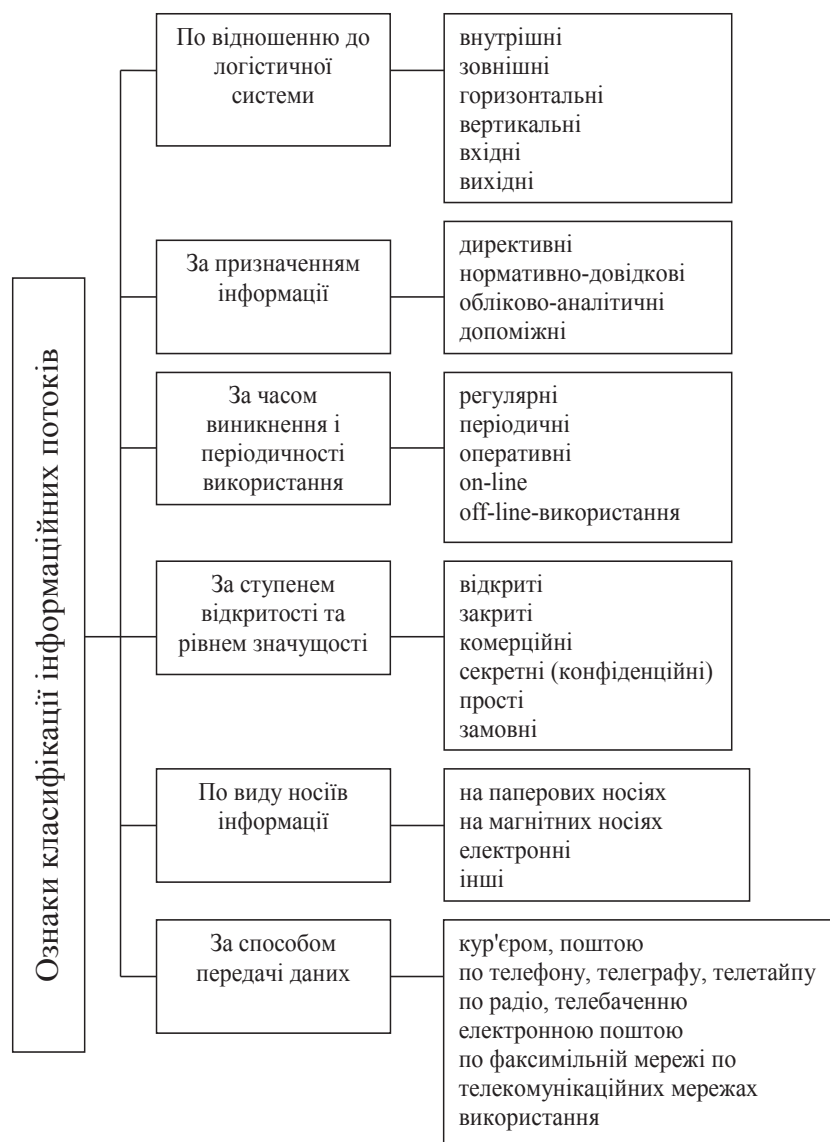 Ознаки класифікації інформаційних потоків
По відношенню до
логістичної
системи
внутрішні
зовнішні
горизонтальні
вертикальні
вхідні
вихідні
За призначенням
інформації
директивні
нормативно-довідкові
обліково-аналітичні
допоміжні
За часом
виникнення і
періодичності
використання
регулярні
періодичні
оперативні
on-line
off-line-використання
За ступенем
відкритості та
рівнем значущості
відкриті
закриті
комерційні
секретні (конфіденційні)
прості
замовні
По виду носіїв
інформації
на паперових носіях
на магнітних носіях
електронні
інші
За способом
передачі даних
кур'єром, поштою
по телефону, телеграфу, телетайпу
по радіо, телебаченню
електронною поштою
по факсимільній мережі по
телекомунікаційних мережах
використання